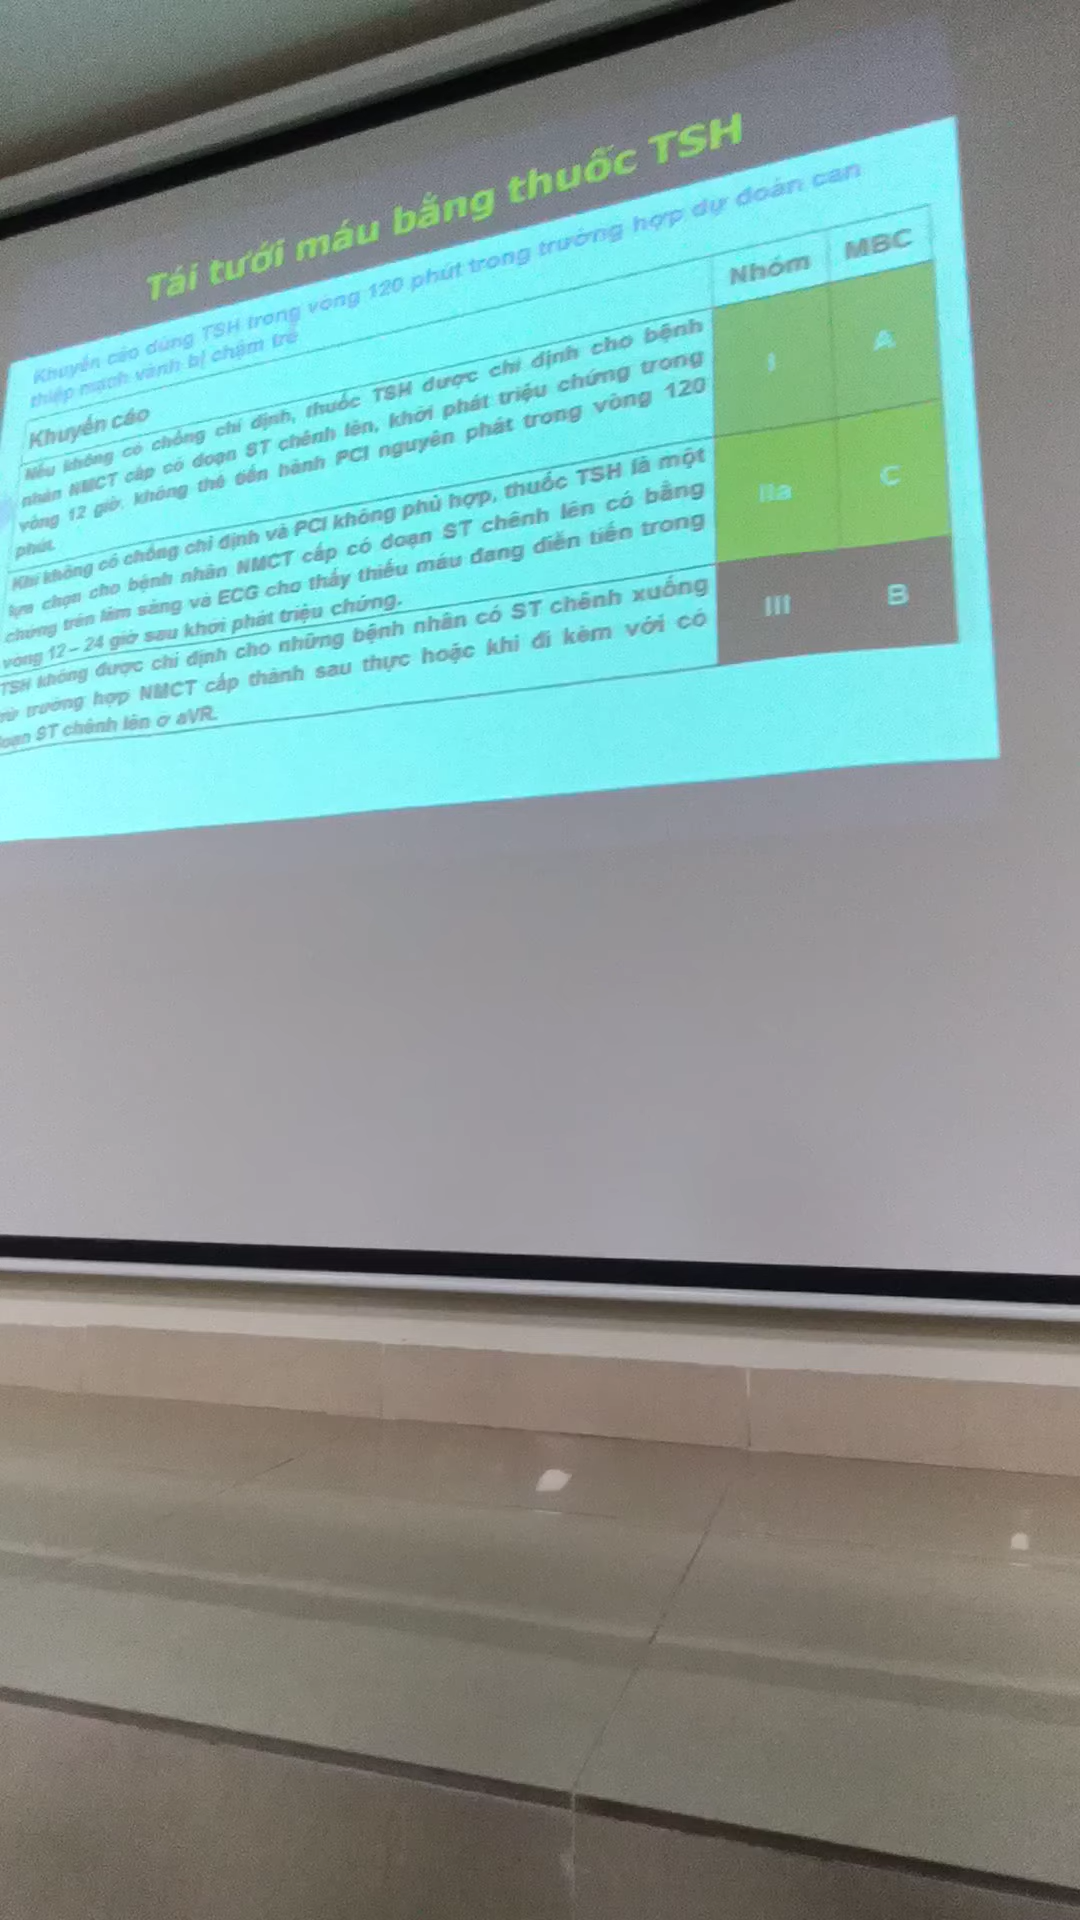 Tái tưới máu bằng thuốc TSH
Khuyến cáo dùng TSH trong vòng 120 phút trong trường hợp dự đoán can
thiệp mạch vành bị chậm trễ
Khuyến cáo
Nhóm
MBC
Nếu không có chống chỉ định, thuốc TSH được chỉ định cho bệnh
nhân NMCT cấp có đoạn ST chênh lên, khởi phát triệu chứng trong
vòng 12 giờ, không thể tiến hành PCI nguyên phát trong vòng 120
phút.
I
A
Khi không có chống chỉ định và PCI không phù hợp, thuốc TSH là một
lựa chọn cho bệnh nhân NMCT cấp có đoạn ST chênh lên có bằng
chứng trên lâm sàng và ECG cho thấy thiếu máu đang diễn tiến trong
vòng 12 – 24 giờ sau khởi phát triệu chứng.
IIa
C
TSH không được chỉ định cho những bệnh nhân có ST chênh xuống
trừ trường hợp NMCT cấp thành sau thực hoặc khi đi kèm với có
đoạn ST chênh lên ở aVR.
III
B